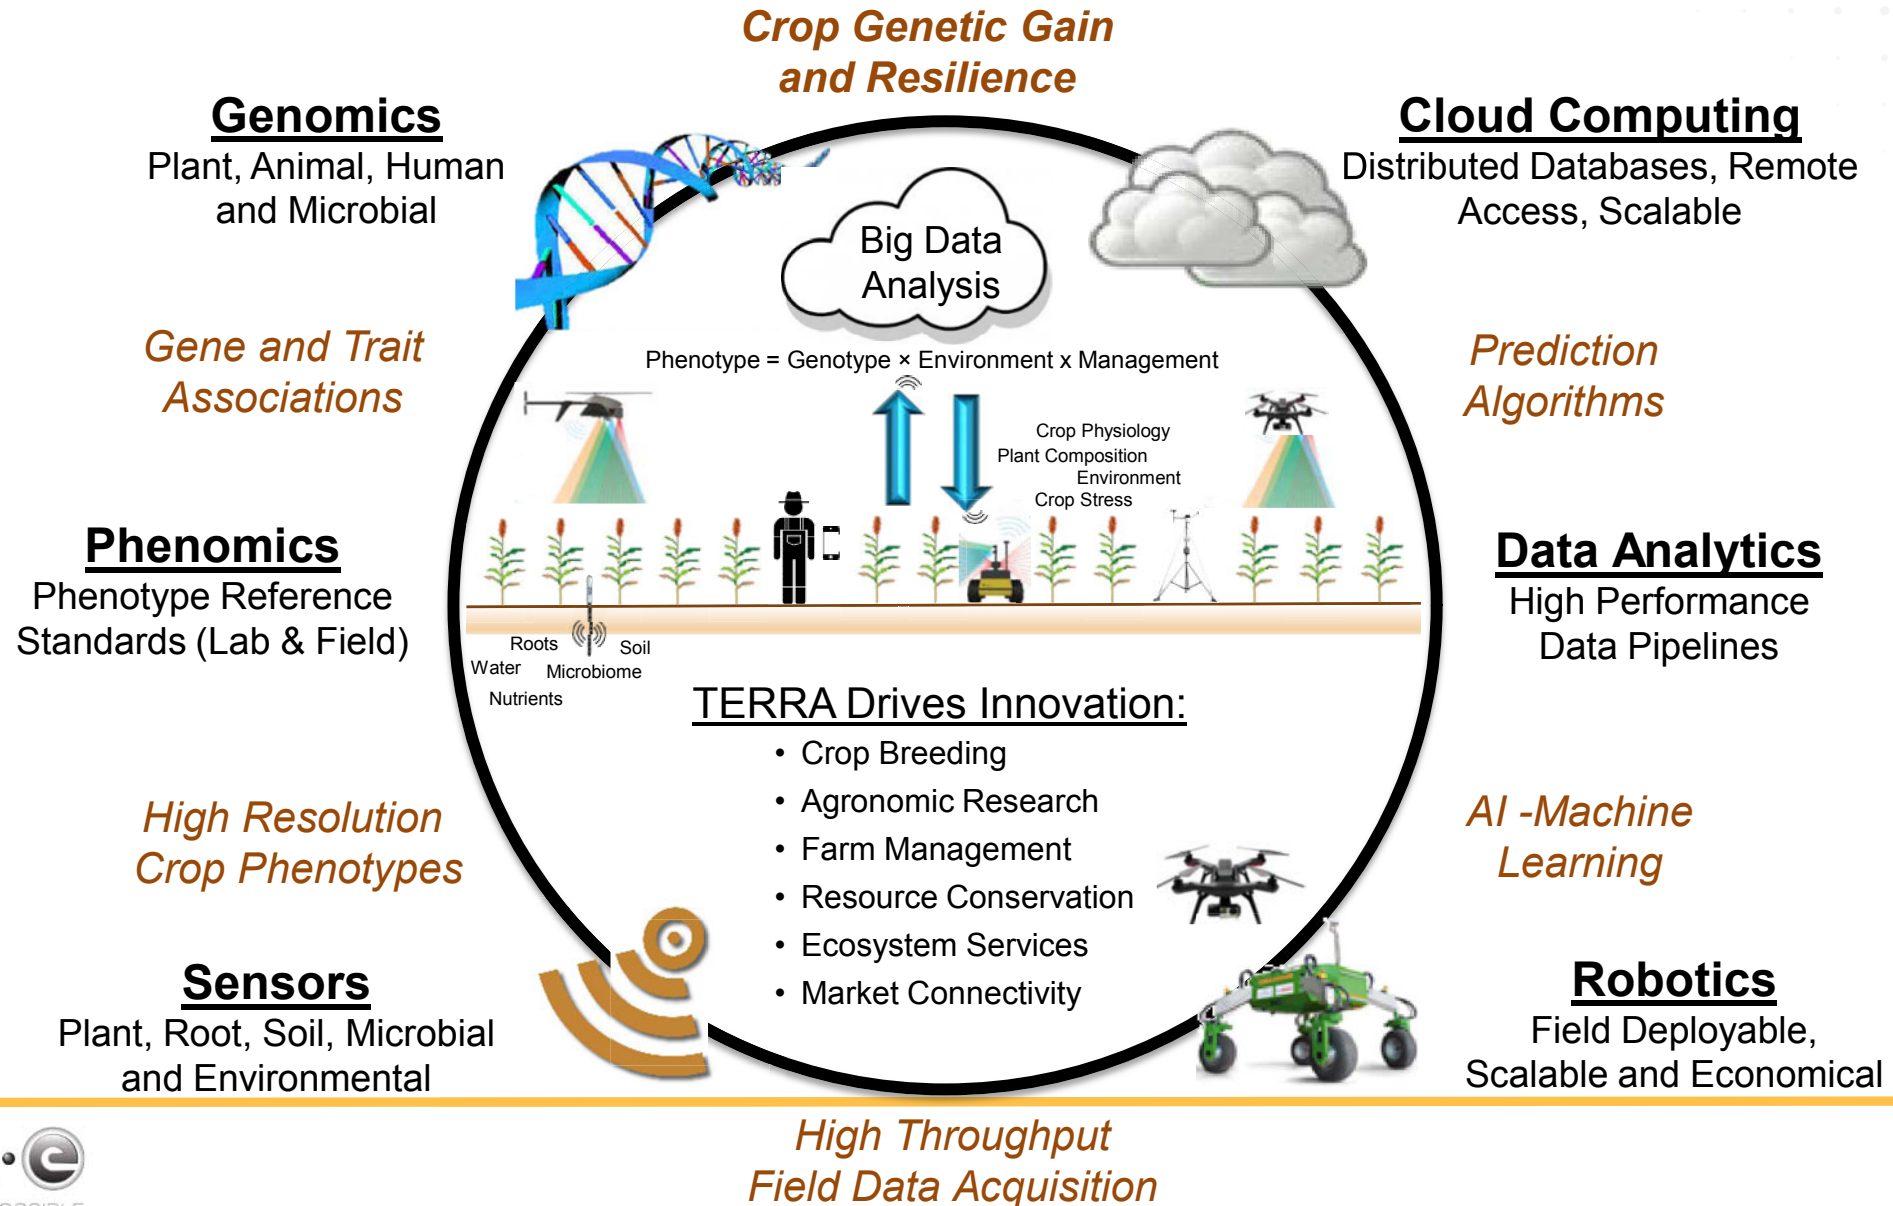 Crop Genetic Gain
and Resilience
Genomics
Plant, Animal, Human
and Microbial
Cloud Computing
Distributed Databases, Remote
Access, Scalable
Big Data
Analysis
Gene and Trait
Associations
Phenotype = Genotype × Environment x Management
Prediction
Algorithms
Crop Physiology
Plant Composition
Environment
Crop Stress
Phenomics
Phenotype Reference
Standards (Lab & Field)
Data Analytics
High Performance
Data Pipelines
Roots
Soil
Water
Microbiome
Nutrients
TERRA Drives Innovation:
• Crop Breeding
• Agronomic Research
• Farm Management
• Resource Conservation
• Ecosystem Services
• Market Connectivity
High Resolution
Crop Phenotypes
AI -Machine
Learning
Sensors
Plant, Root, Soil, Microbial
and Environmental
Robotics
Field Deployable,
Scalable and Economical
High Throughput
Field Data Acquisition
e